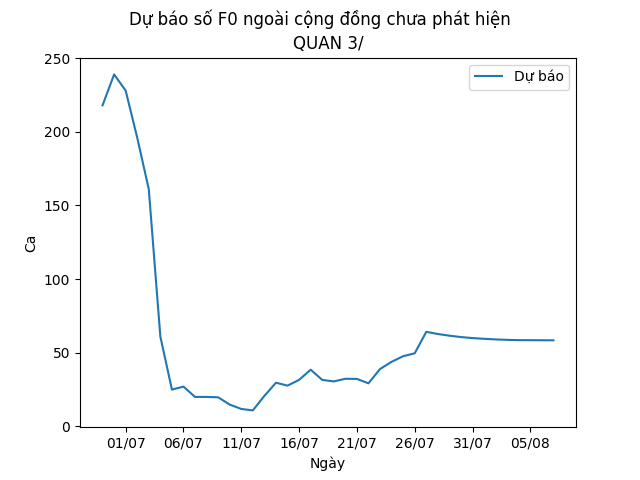 Dự báo số F0 ngoài cộng đồng chưa phát hiện
QUAN 3/
Dự báo
Ca
250
200
150
100
50
0
01/07 06/07 11/07 16/07 21/07 26/07 31/07 05/08
Ngày